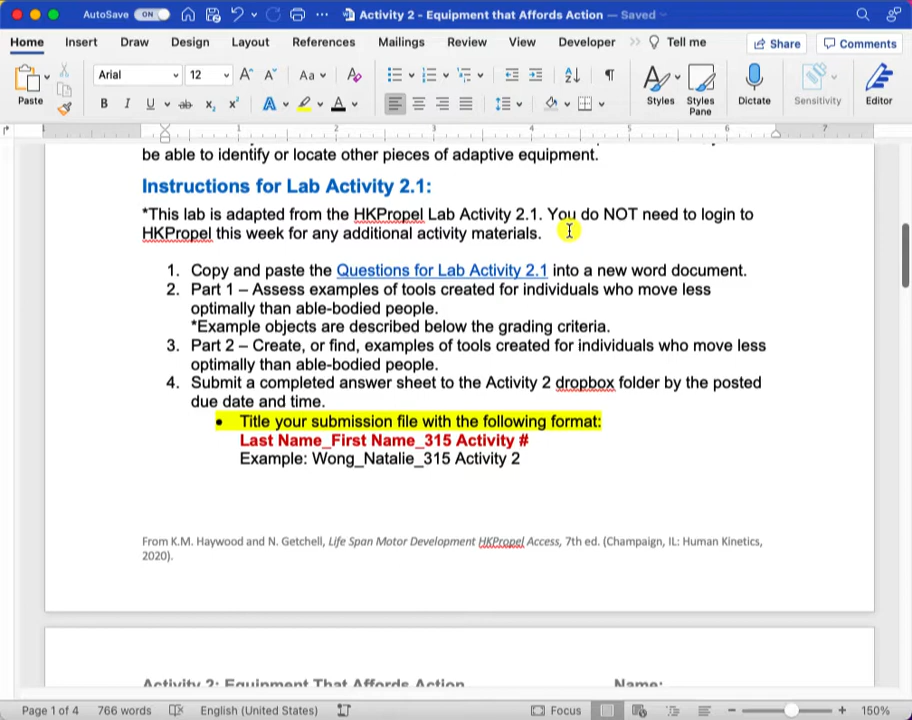 AutoSave ON Activity 2 - Equipment that Affords Action — Saved
Home Insert Draw Design Layout References Mailings Review View Developer Tell me Share Comments
Arial 12 Aa
Paste B I U ab x x A A Styles Styles Pane Dictate Sensitivity Editor
1 1 2 3 4 5 6 7
be able to identify or locate other pieces of adaptive equipment.
Instructions for Lab Activity 2.1:
*This lab is adapted from the HKPropel Lab Activity 2.1. You do NOT need to login to
HKPropel this week for any additional activity materials.
1. Copy and paste the Questions for Lab Activity 2.1 into a new word document.
2. Part 1 – Assess examples of tools created for individuals who move less
optimally than able-bodied people.
*Example objects are described below the grading criteria.
3. Part 2 – Create, or find, examples of tools created for individuals who move less
optimally than able-bodied people.
4. Submit a completed answer sheet to the Activity 2 dropbox folder by the posted
due date and time.
• Title your submission file with the following format:
Last Name_First Name_315 Activity #
Example: Wong_Natalie_315 Activity 2
From K.M. Haywood and N. Getchell, Life Span Motor Development HKPropel Access, 7th ed. (Champaign, IL: Human Kinetics,
2020).
Activity 2: Equipment That Affords Action Name:
Page 1 of 4 766 words English (United States) Focus 150%